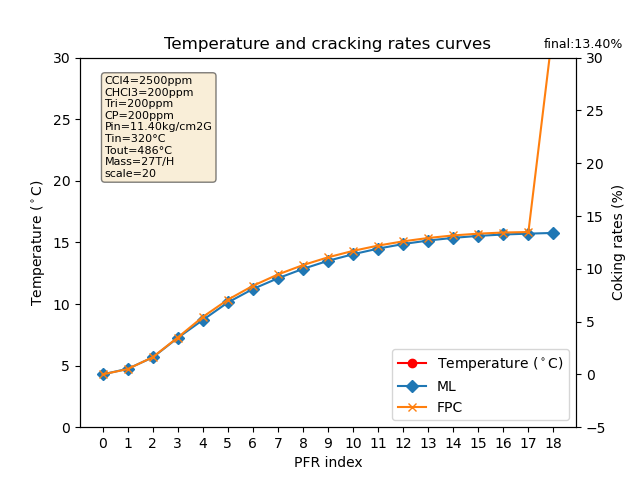 Temperature and cracking rates curves
final:13.40%
CCl4=2500ppm
CHCl3=200ppm
Tri=200ppm
CP=200ppm
Pin=11.40kg/cm2G
Tin=320°C
Tout=486°C
Mass=27T/H
scale=20
Temperature (°C)
30
25
20
15
10
5
0
Coking rates (%)
30
25
20
15
10
5
0
−5
Temperature (°C)
ML
FPC
0 1 2 3 4 5 6 7 8 9 10 11 12 13 14 15 16 17 18
PFR index